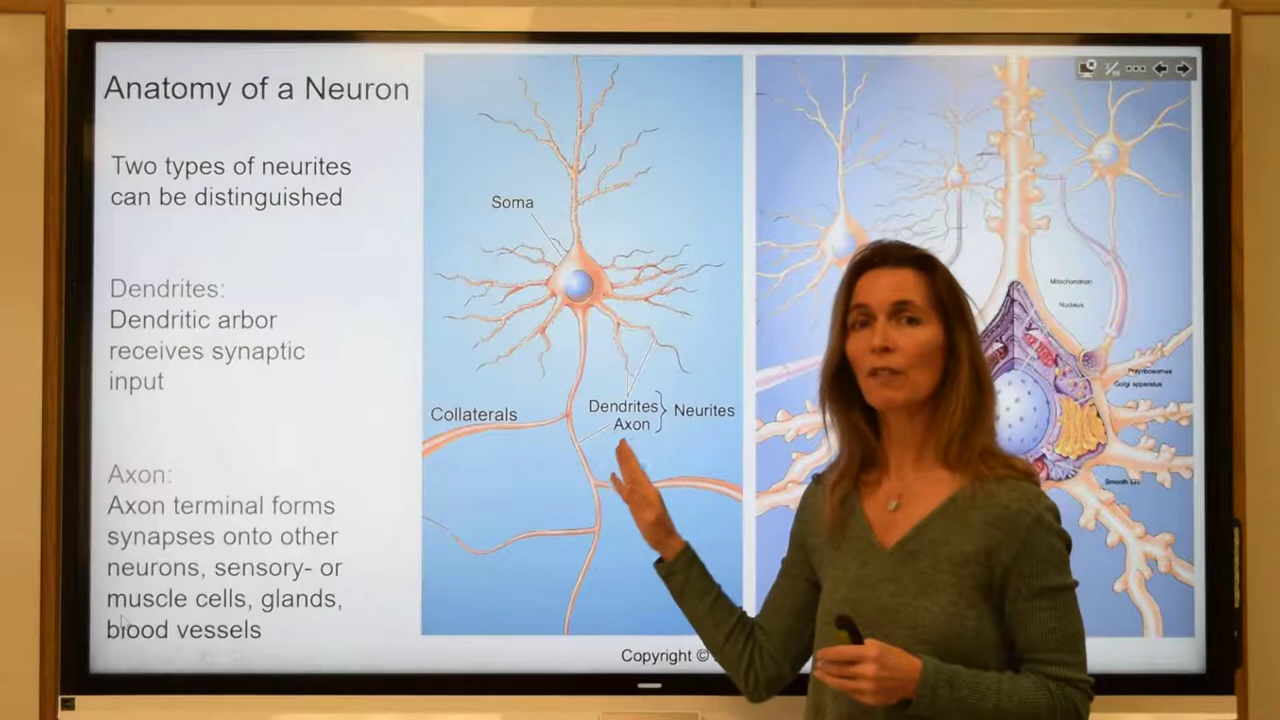 Anatomy of a Neuron
Two types of neurites
can be distinguished
Dendrites:
Dendritic arbor
receives synaptic
input
Axon:
Axon terminal forms
synapses onto other
neurons, sensory- or
muscle cells, glands,
blood vessels
Soma
Collaterals
Dendrites
Axon
Neurites
Mitochondrion
Nucleus
Polyribosomes
Golgi apparatus
Smooth
Copyright ©